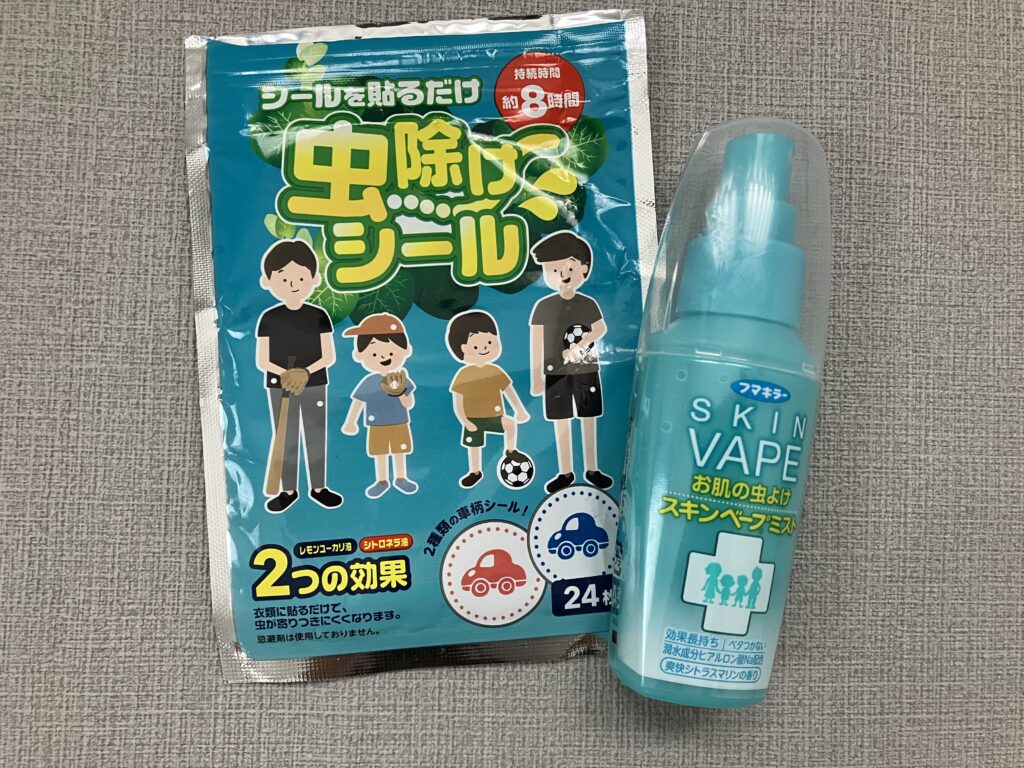 シールを貼るだけ
持続時間
約8時間
虫除け
シール
2種類の車柄シール!
レモンユーカリ油
シトロネラ油
2つの効果
衣類に貼るだけで、
虫が寄りつきにくくなります。
忌避剤は使用しておりません。
24枚
フマキラー
SKIN
VAPE
お肌の虫よけ
スキンベープミスト
効果長持ち
ベタつかない
潤水成分ヒアルロン酸Na配合
爽快シトラスマリンの香り